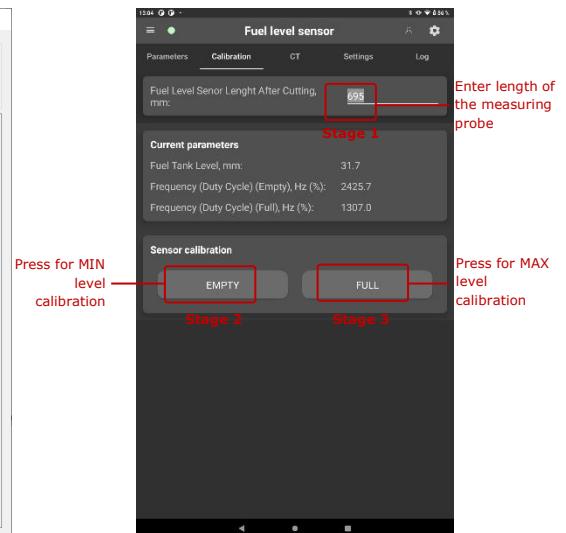 13:04
86%
Fuel level sensor
Parameters Calibration CT Settings Log
Fuel Level Senor Lenght After Cutting,
mm:
695
Enter length of
the measuring
probe
Stage 1
Current parameters
Fuel Tank Level, mm: 31.7
Frequency (Duty Cycle) (Empty), Hz (%): 2425.7
Frequency (Duty Cycle) (Full), Hz (%): 1307.0
Sensor calibration
Press for MIN
level
calibration
EMPTY FULL
Press for MAX
level
calibration
Stage 2 Stage 3